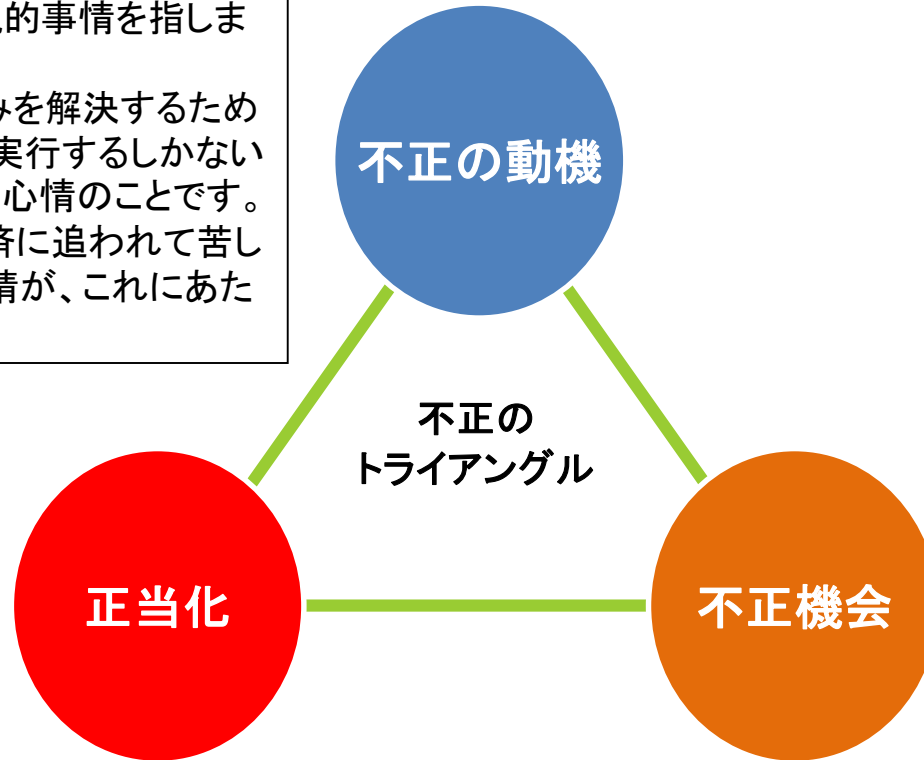 的事情を指しま
みを解決するため
実行するしかない
心情のことです。
に追われて苦し
情が、これにあた
不正の動機
不正の
トライアングル
正当化
不正機会